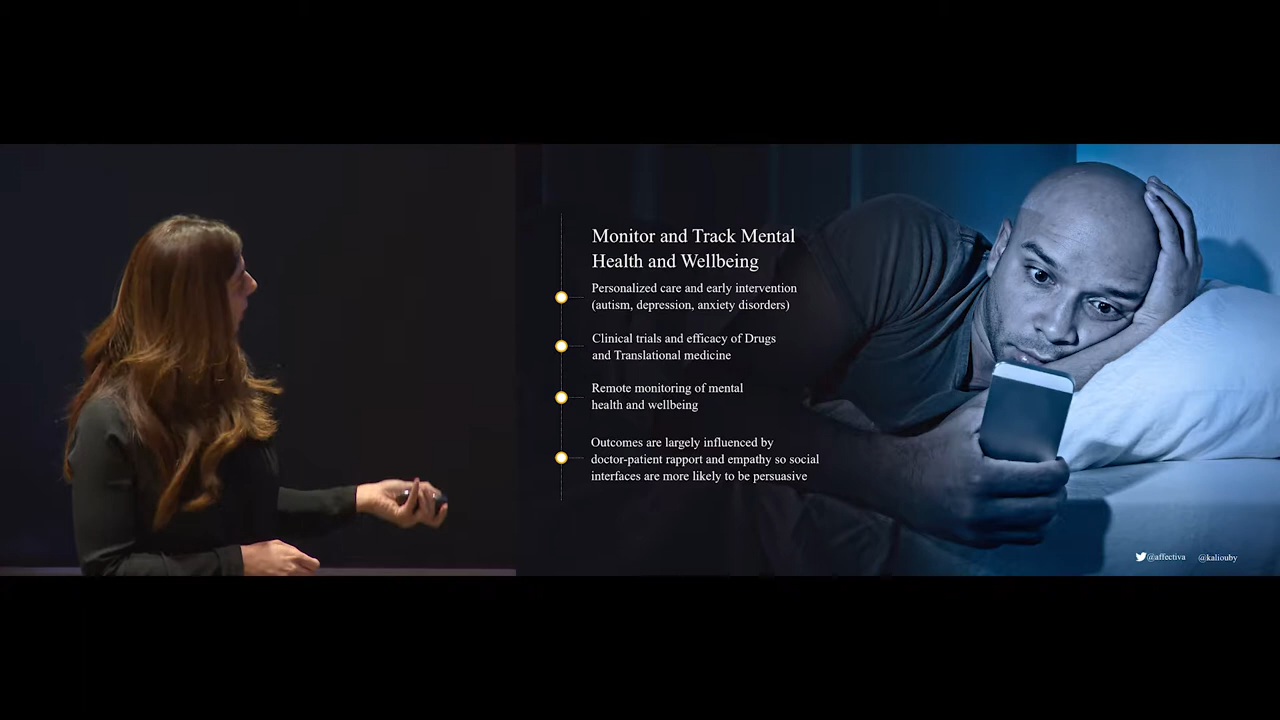 Monitor and Track Mental
Health and Wellbeing
Personalized care and early intervention
(autism, depression, anxiety disorders)
Clinical trials and efficacy of Drugs
and Translational medicine
Remote monitoring of mental
health and wellbeing
Outcomes are largely influenced by
doctor-patient rapport and empathy so social
interfaces are more likely to be persuasive
@affectiva @kaliouby